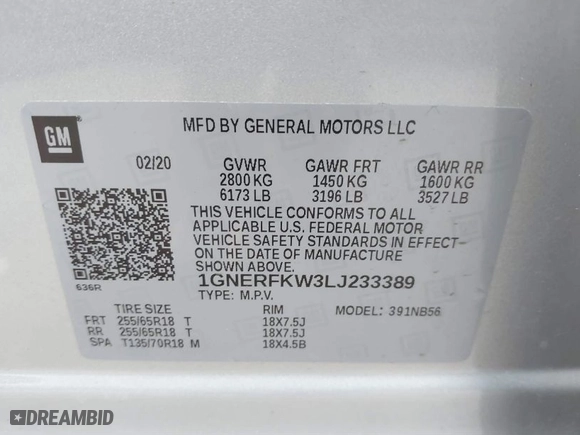 GM
MFD BY GENERAL MOTORS LLC
02/20 GVWR GAWR FRT GAWR RR
2800 KG 1450 KG 1600 KG
6173 LB 3196 LB 3527 LB
THIS VEHICLE CONFORMS TO ALL
APPLICABLE U.S. FEDERAL MOTOR
VEHICLE SAFETY STANDARDS IN EFFECT
ON THE DATE OF MANUFACTURE
SHOWN ABOVE.
636R
1GNERFKW3LJ233389
TYPE: M.P.V.
TIRE SIZE RIM MODEL: 391NB56
FRT 255/65R18 T 18X7.5J
RR 255/65R18 T 18X7.5J
SPA T135/70R18 M 18X4.5B
DREAMBID